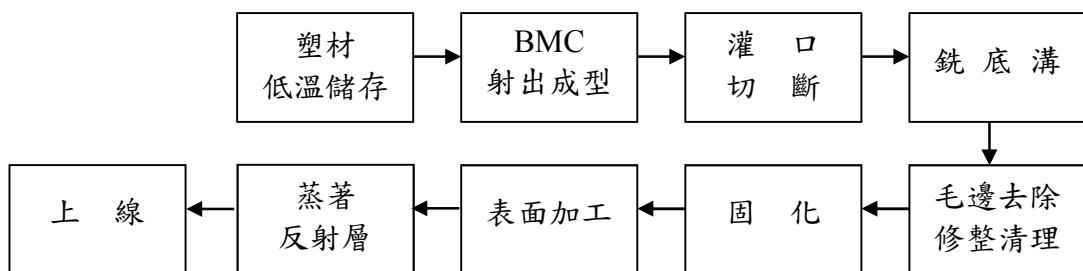 塑材
低溫儲存
BMC
射出成型
灌 口
切 斷
銑 底 溝
毛邊去除
修整清理
固 化
表面加工
蒸著
反射層
上 線